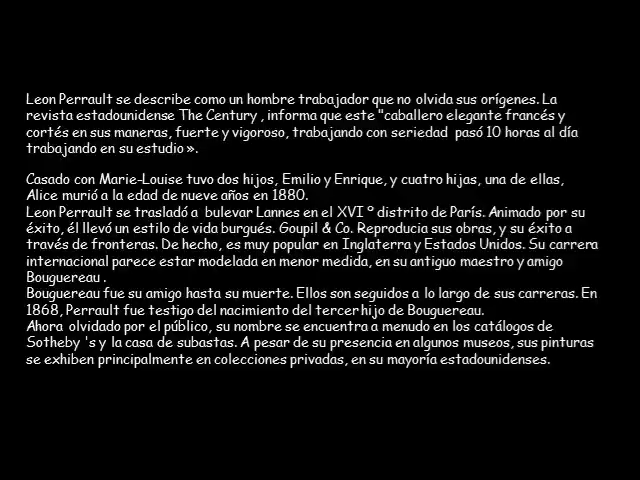 Leon Perrault se describe como un hombre trabajador que no olvida sus orígenes. La
revista estadounidense The Century , informa que este "caballero elegante francés y
cortés en sus maneras, fuerte y vigoroso, trabajando con seriedad pasó 10 horas al día
trabajando en su estudio ».
Casado con Marie-Louise tuvo dos hijos, Emilio y Enrique, y cuatro hijas, una de ellas,
Alice murió a la edad de nueve años en 1880.
Leon Perrault se trasladó a bulevar Lannes en el XVI º distrito de París. Animado por su
éxito, él llevó un estilo de vida burgués. Goupil & Co. Reproducia sus obras, y su éxito a
través de fronteras. De hecho, es muy popular en Inglaterra y Estados Unidos. Su carrera
internacional parece estar modelada en menor medida, en su antiguo maestro y amigo
Bouguereau .
Bouguereau fue su amigo hasta su muerte. Ellos son seguidos a lo largo de sus carreras. En
1868, Perrault fue testigo del nacimiento del tercer hijo de Bouguereau.
Ahora olvidado por el público, su nombre se encuentra a menudo en los catálogos de
Sotheby 's y la casa de subastas. A pesar de su presencia en algunos museos, sus pinturas
se exhiben principalmente en colecciones privadas, en su mayoría estadounidenses.